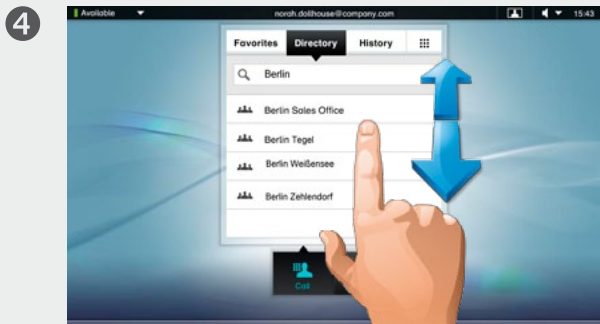 4
Available
norah.dollhouse@company.com
15:43
Favorites Directory History
Berlin
Berlin Sales Office
Berlin Tegel
Berlin Weißensee
Berlin Zehlendorf
Call